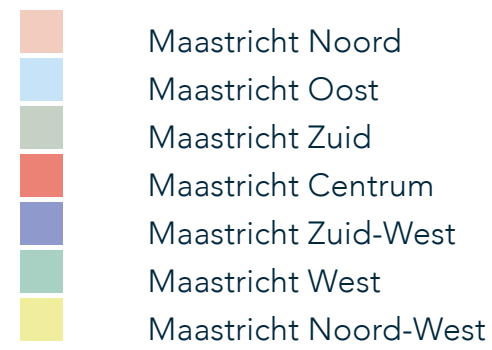 Maastricht Noord
Maastricht Oost
Maastricht Zuid
Maastricht Centrum
Maastricht Zuid-West
Maastricht West
Maastricht Noord-West